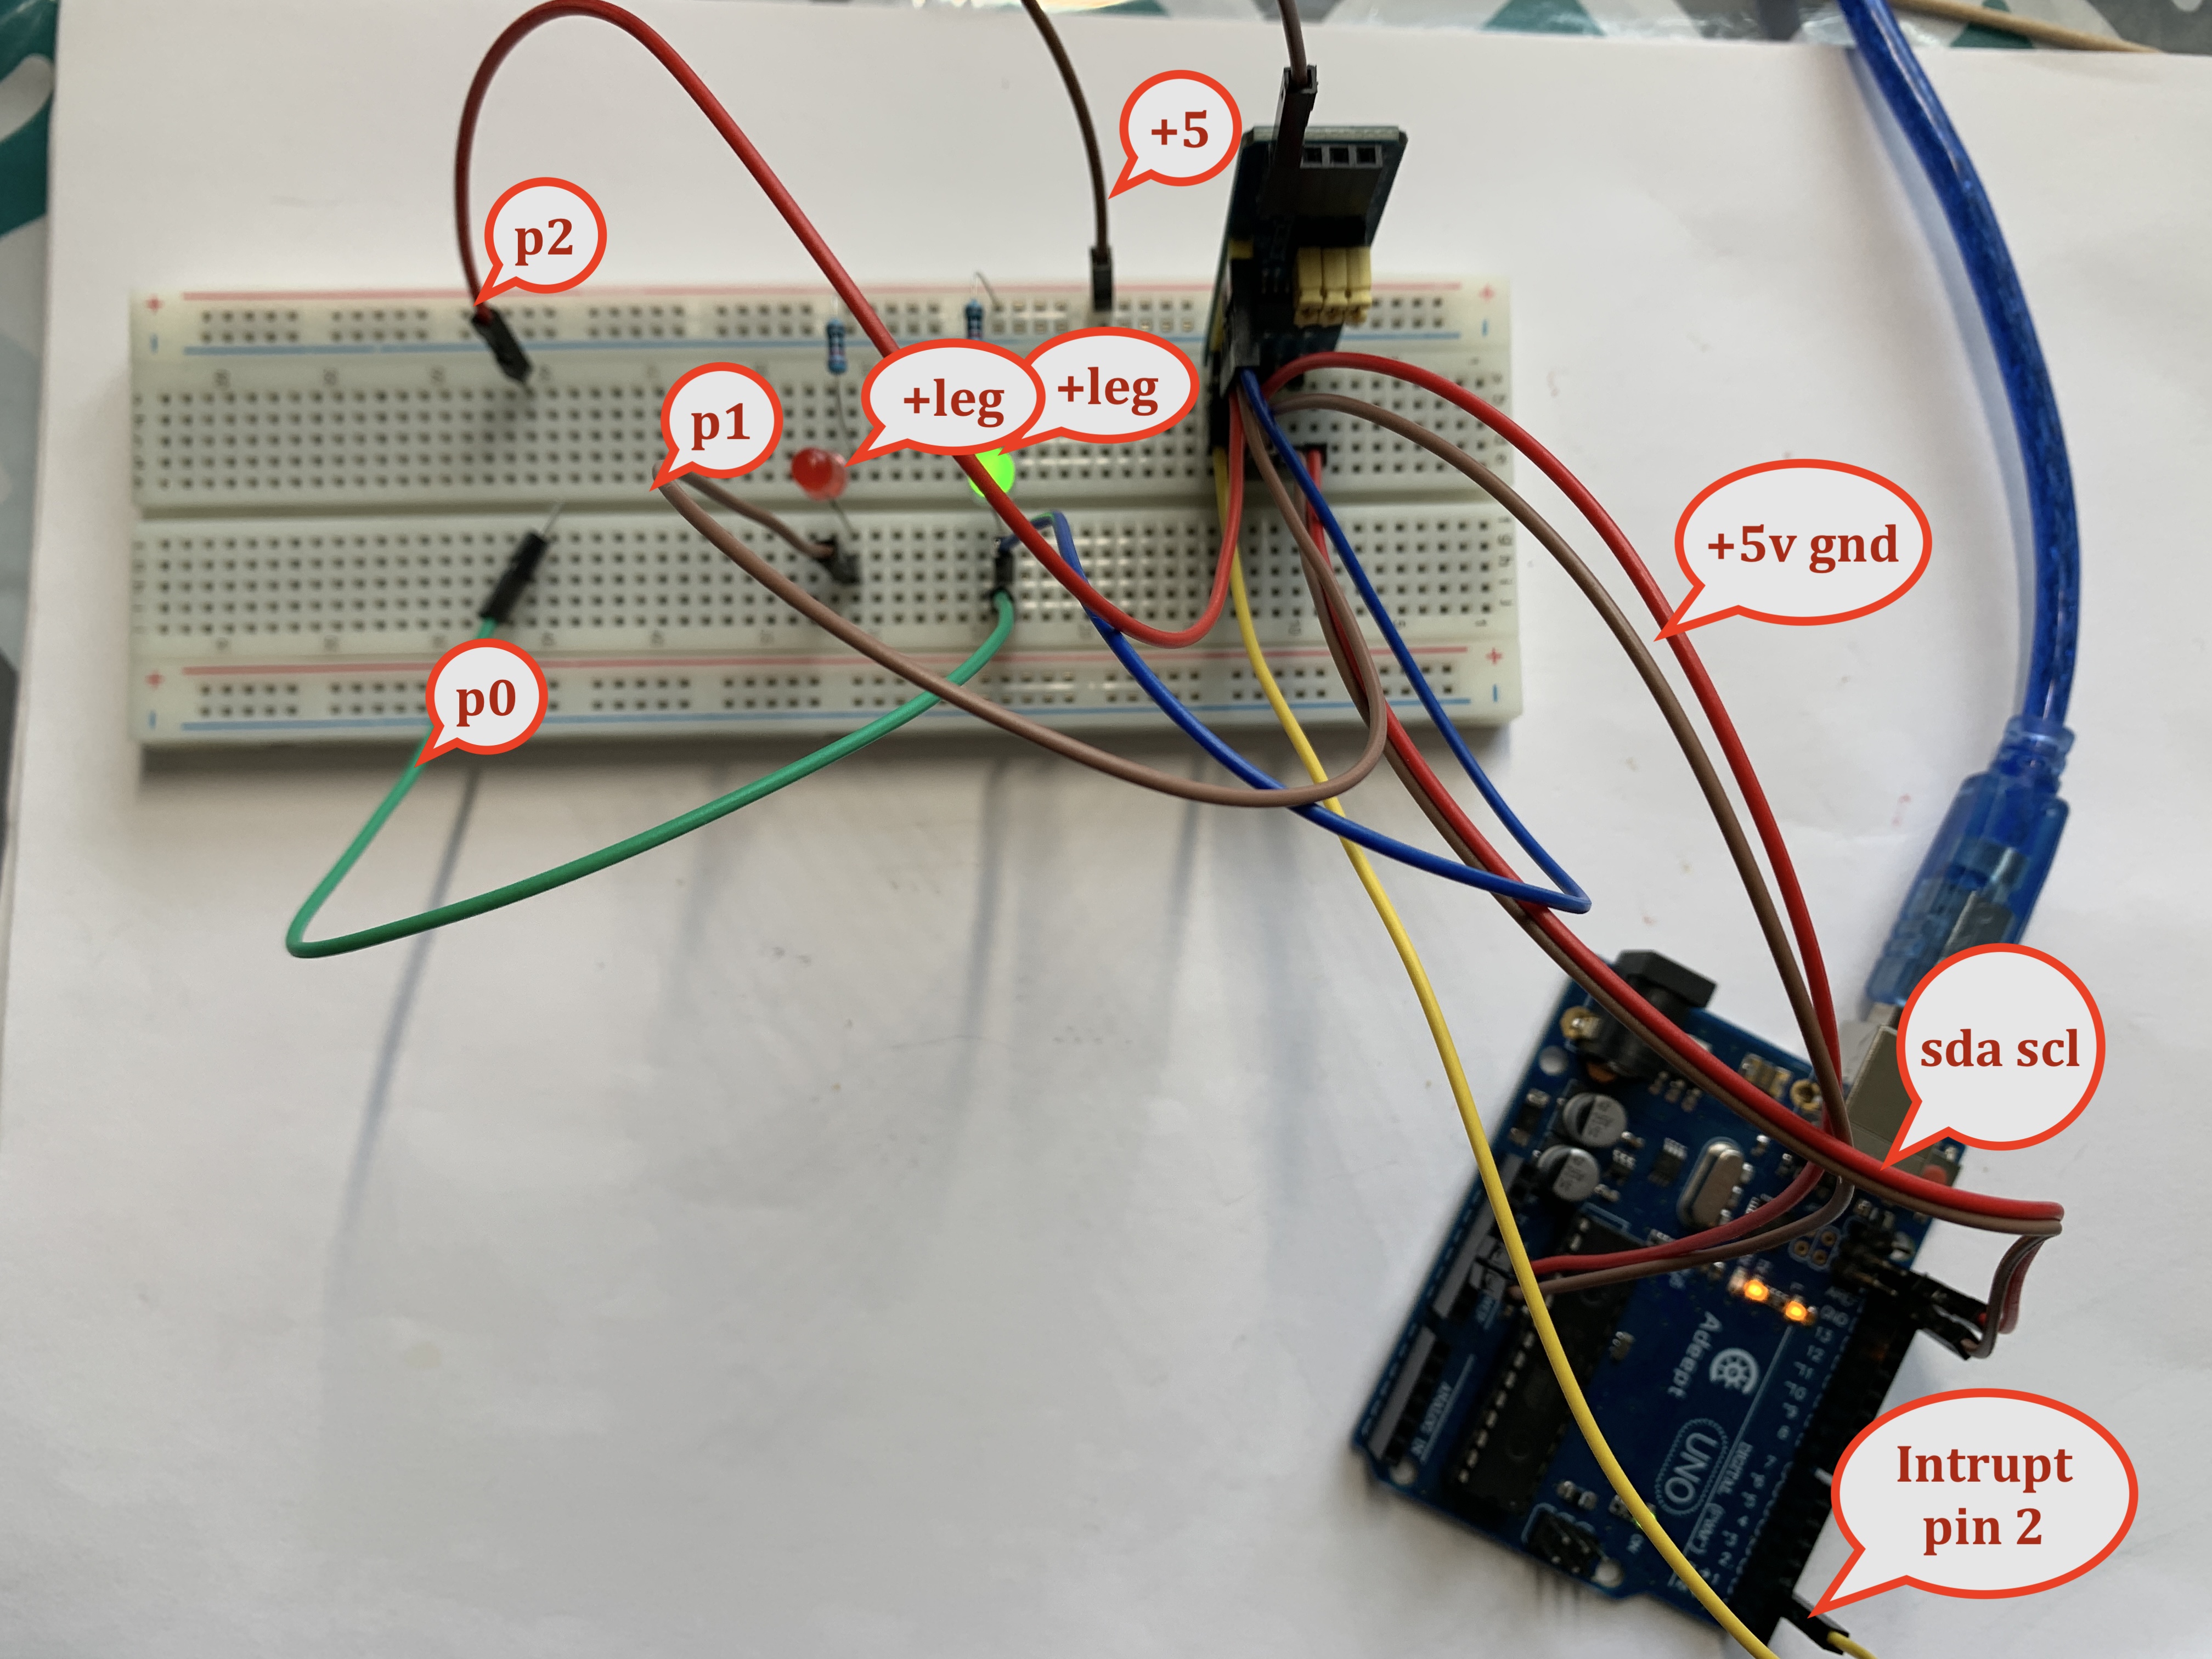 +5
p2
+leg
+leg
p1
+5v gnd
p0
sda scl
Adeept
UNO
Intrupt
pin 2